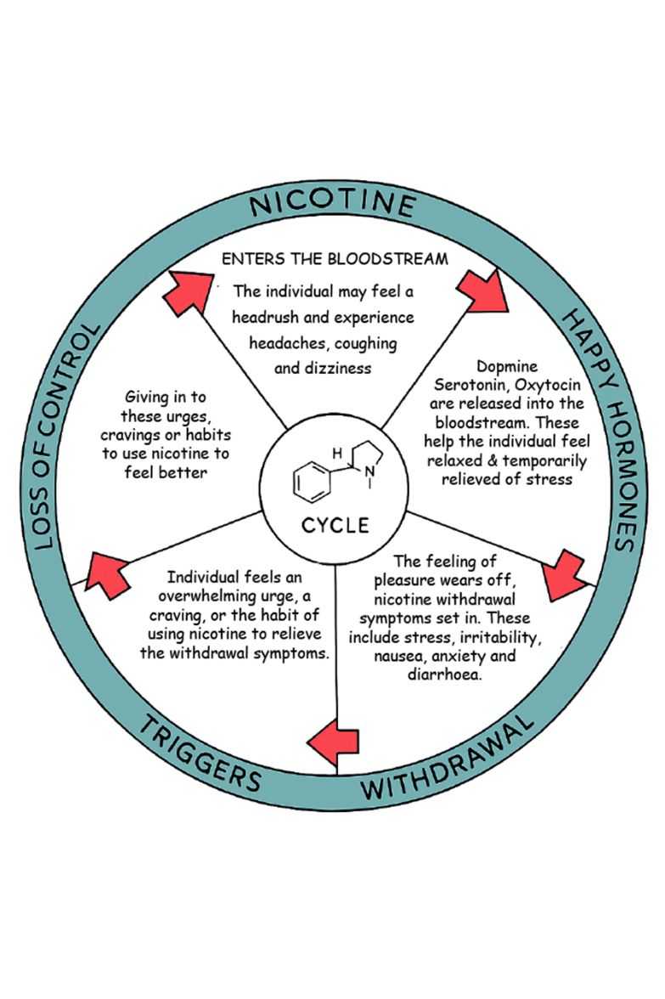 NICOTINE
ENTERS THE BLOODSTREAM
The individual may feel a
headrush and experience
headaches, coughing
and dizziness
HAPPY HORMONES
Dopmine
Serotonin, Oxytocin
are released into the
bloodstream. These
help the individual feel
relaxed & temporarily
relieved of stress
WITHDRAWAL
The feeling of
pleasure wears off,
nicotine withdrawal
symptoms set in. These
include stress, irritability,
nausea, anxiety and
diarrhoea.
TRIGGERS
Individual feels an
overwhelming urge, a
craving, or the habit of
using nicotine to relieve
the withdrawal symptoms.
LOSS OF CONTROL
Giving in to
these urges,
cravings or habits
to use nicotine to
feel better
H
N
CYCLE